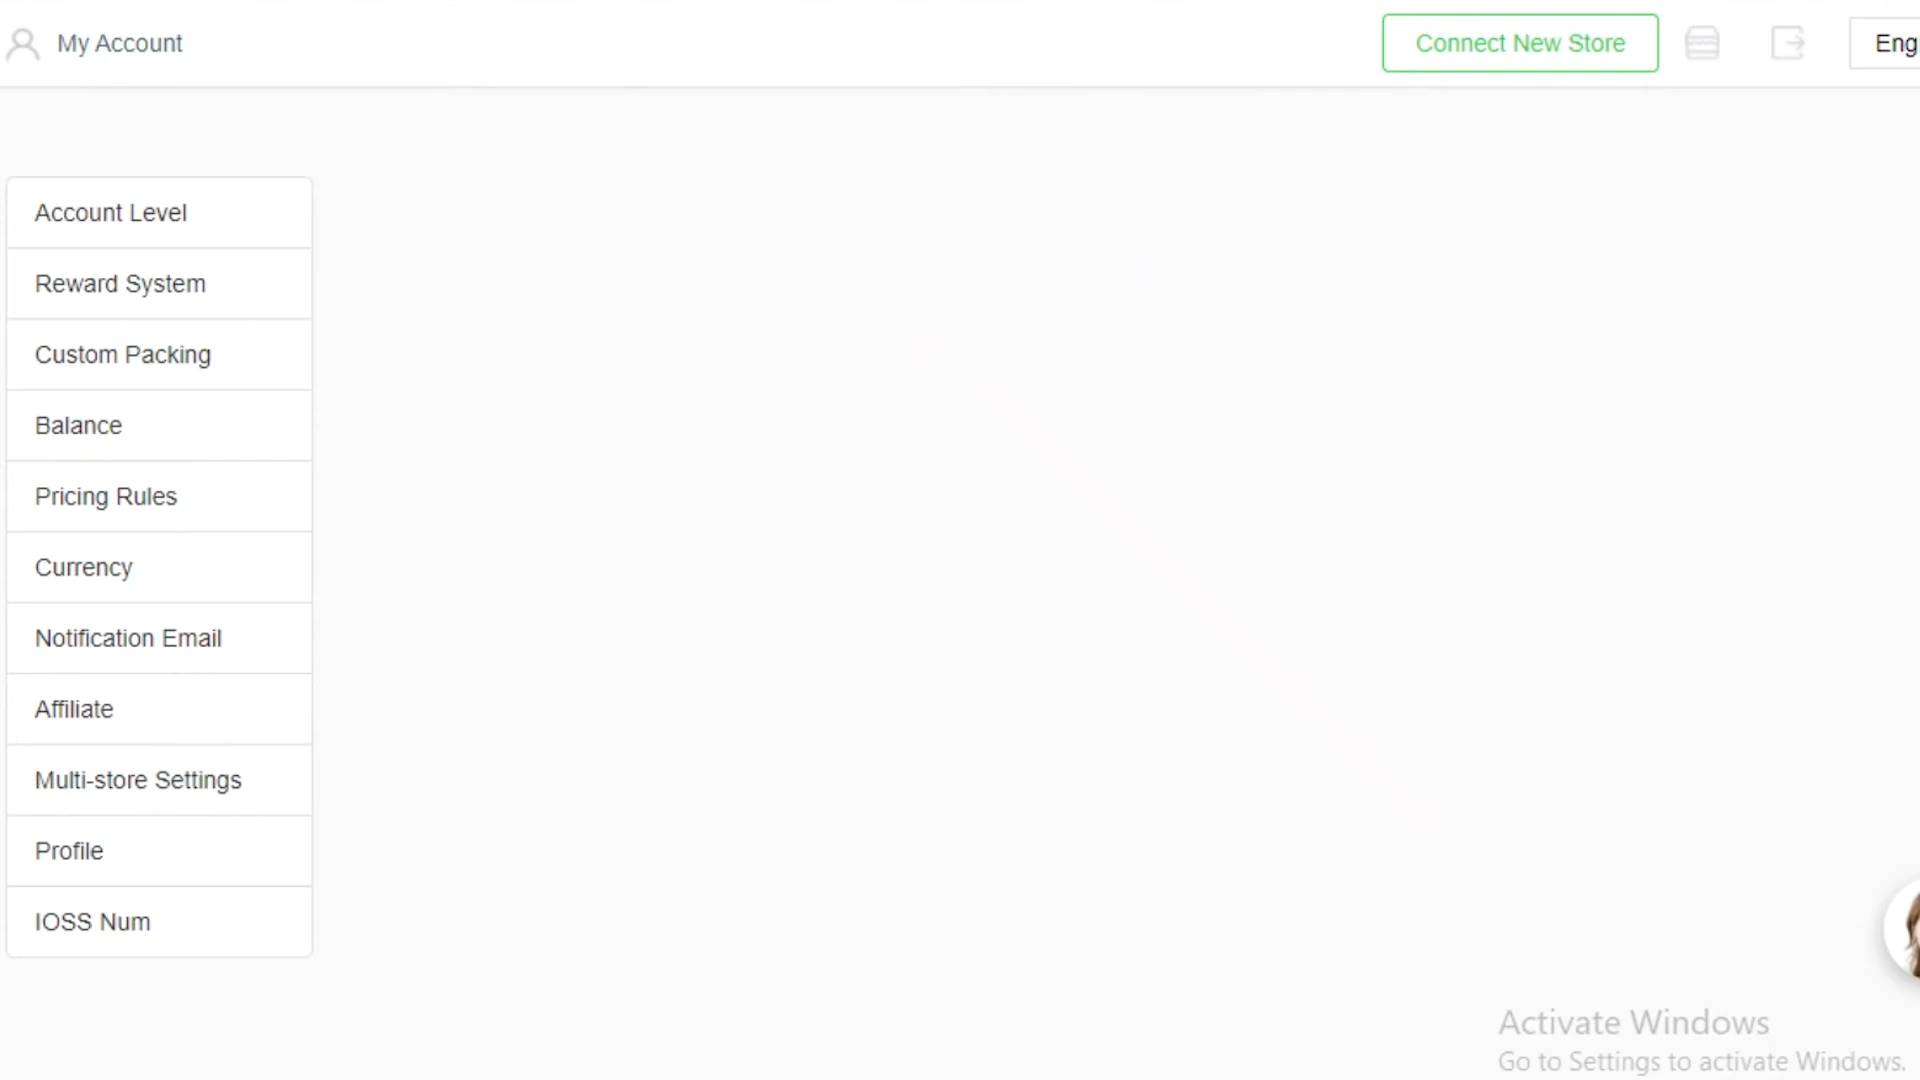 My Account
Connect New Store
Eng
Account Level
Reward System
Custom Packing
Balance
Pricing Rules
Currency
Notification Email
Affiliate
Multi-store Settings
Profile
IOSS Num
Activate Windows
Go to Settings to activate Windows.